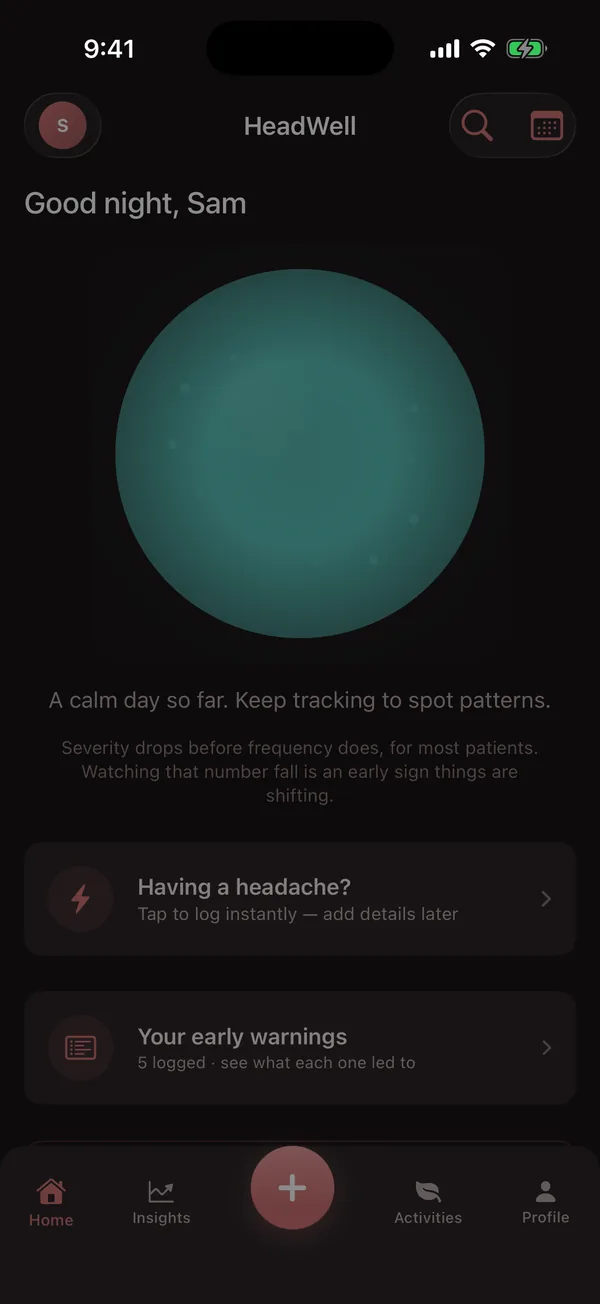 9:41
S
HeadWell
Good night, Sam
A calm day so far. Keep tracking to spot patterns.
Severity drops before frequency does, for most patients.
Watching that number fall is an early sign things are
shifting.
Having a headache?
Tap to log instantly — add details later
Your early warnings
5 logged · see what each one led to
Home
Insights
Activities
Profile